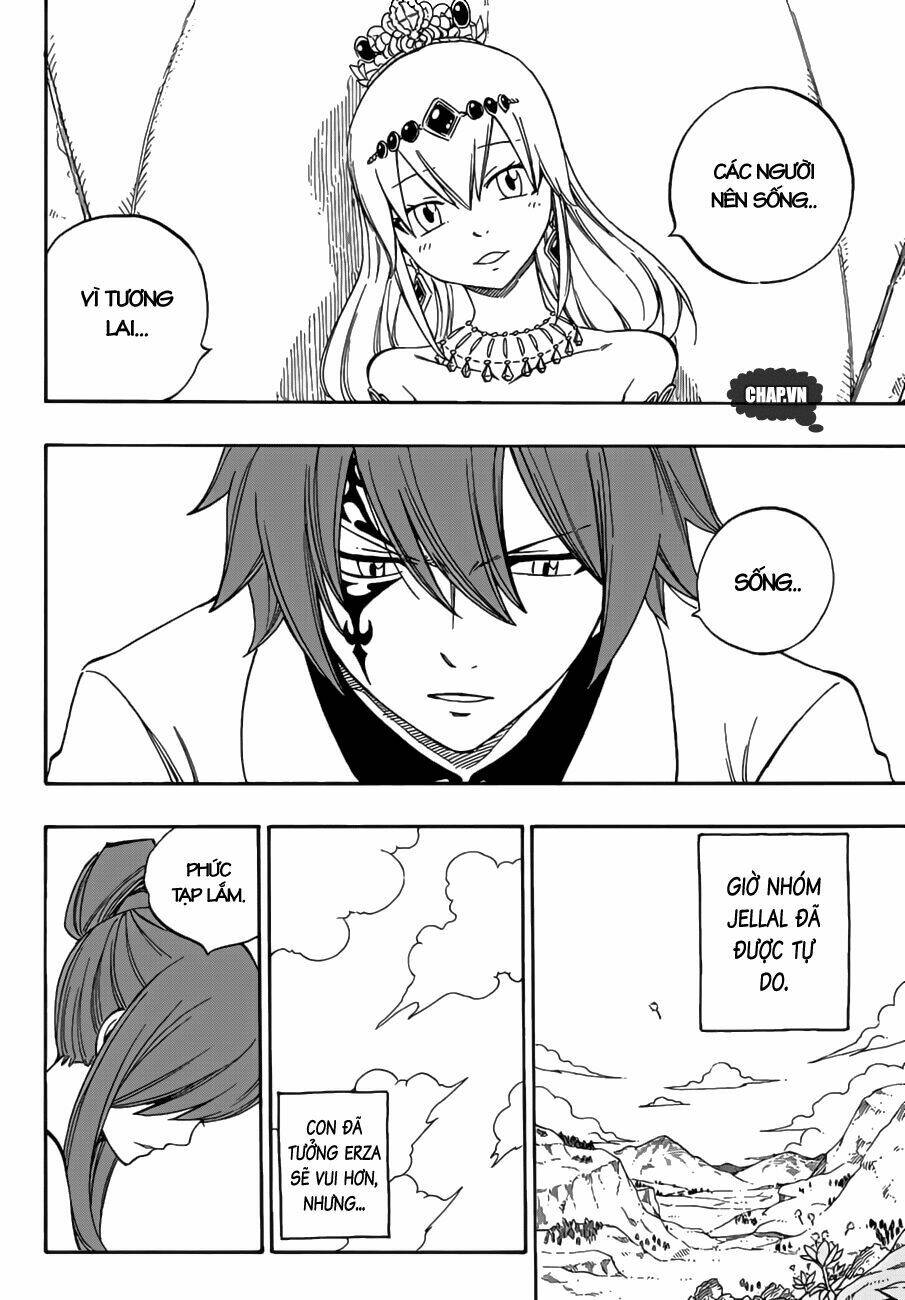 CÁC NGƯỜI
NÊN SỐNG..
VÌ TƯƠNG
LAI...
CHAP.VN
SỐNG...
GIỜ NHÓM
JELLAL ĐÃ
ĐƯỢC TỰ
DO.
CON ĐÃ
TƯỞNG ERZA
SẼ VUI HƠN,
NHƯNG...
PHỨC
TẠP LẮM.